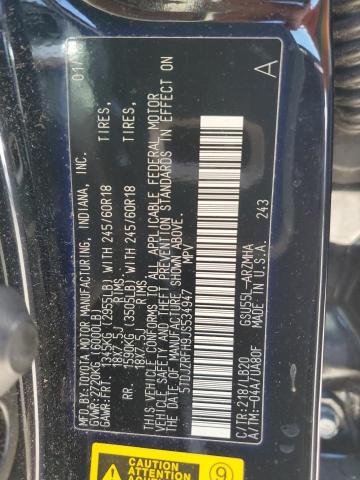 MFD.BY:TOYOTA MOTOR MANUFACTURING, INDIANA, INC. 01/
GVWR:2720KG(6000LB)
GAWR:FRT. 1345KG(2955LB)WITH 245/60R18 TIRES,
18X7.5J RIMS,
RR. 1590KG(3505LB)WITH 245/60R18 TIRES,
18X7.5J RIMS,
THIS VEHICLE CONFORMS TO ALL APPLICABLE FEDERAL MOTOR
VEHICLE SAFETY AND THEFT PREVENTION STANDARDS IN EFFECT ON
THE DATE OF MANUFACTURE SHOWN ABOVE.
5TDJZRFH9JS534947 MPV
A
C/TR:218/LB20 GSU55L-ARZMHA 243
A/TM:-04A/UA80F MADE IN U.S.A.
CAUTION